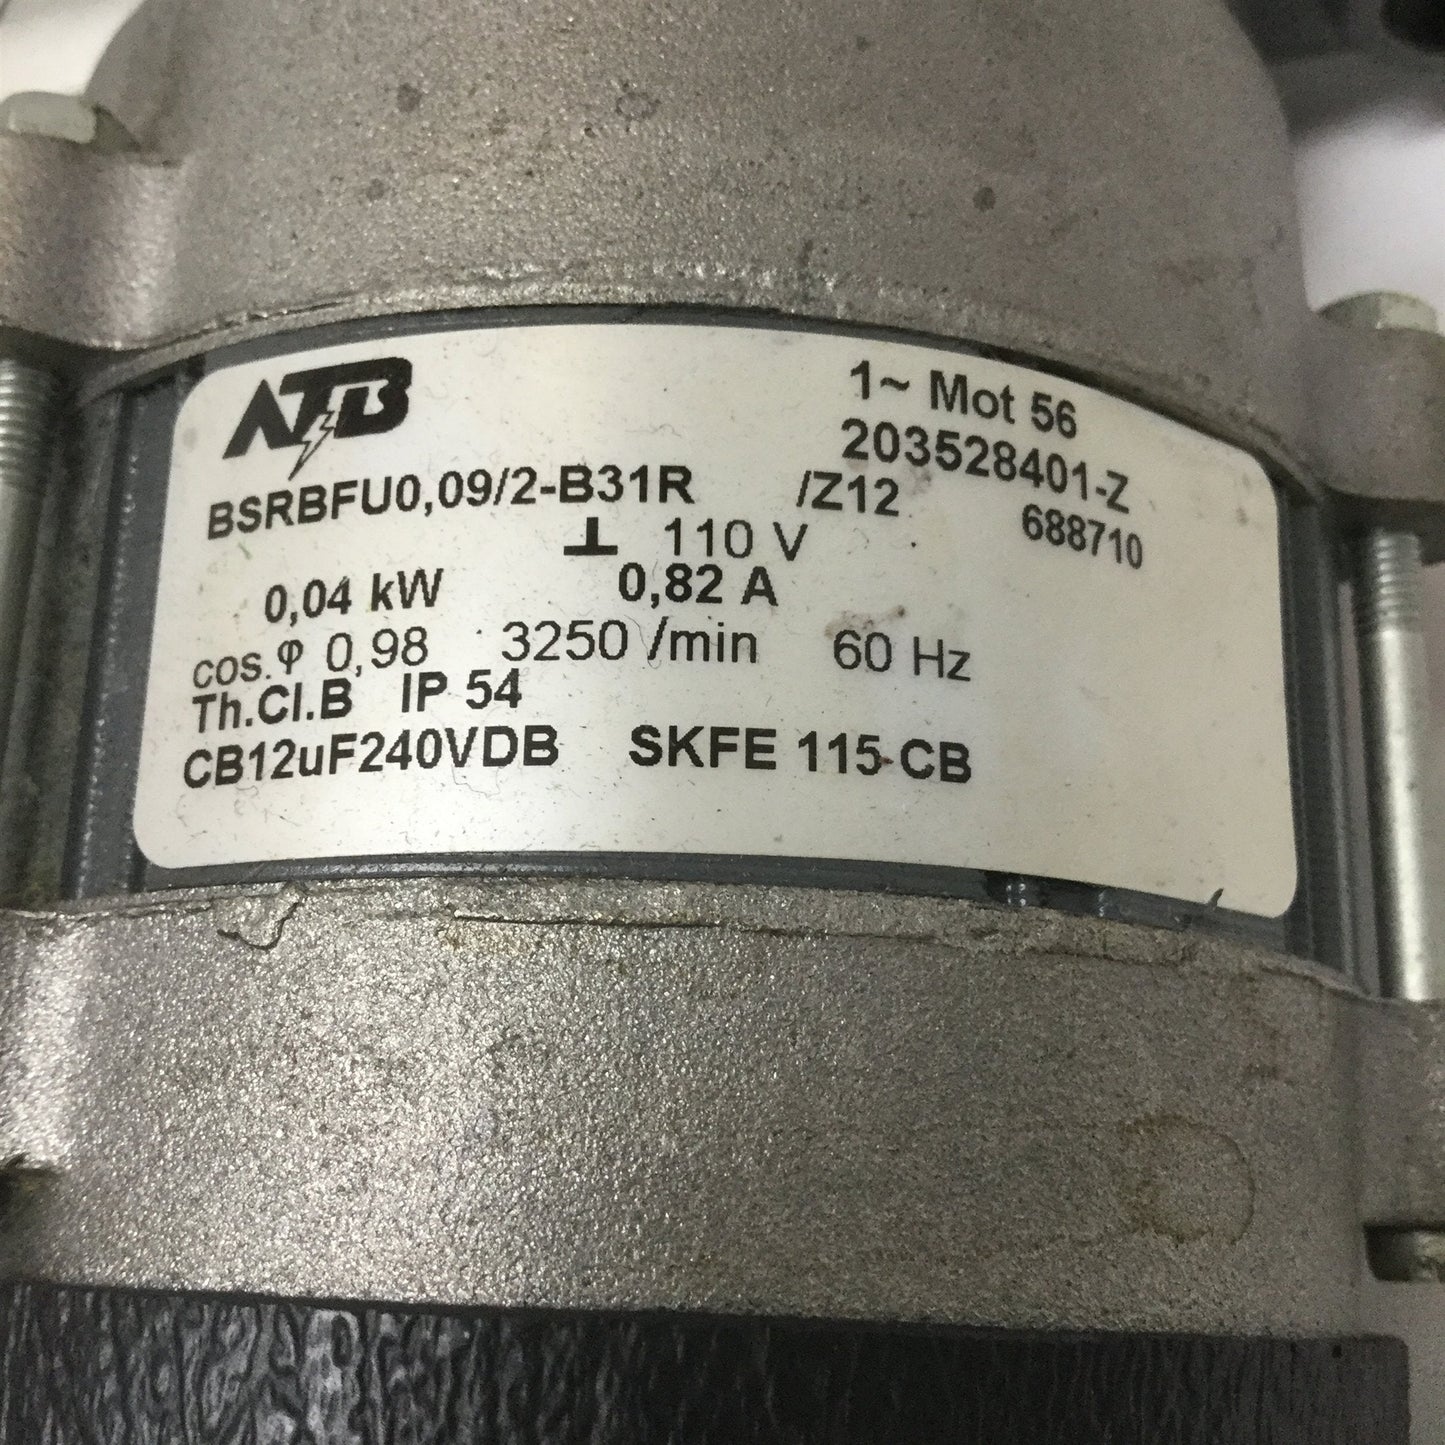 ATB
1~ Mot 56
203528401-Z
BSRBFU0,09/2-B31R /Z12 688710
⊥ 110 V
0,04 kW 0,82 A
cos.φ 0,98 3250 /min 60 Hz
Th.Cl.B IP 54
CB12uF240VDB SKFE 115-CB